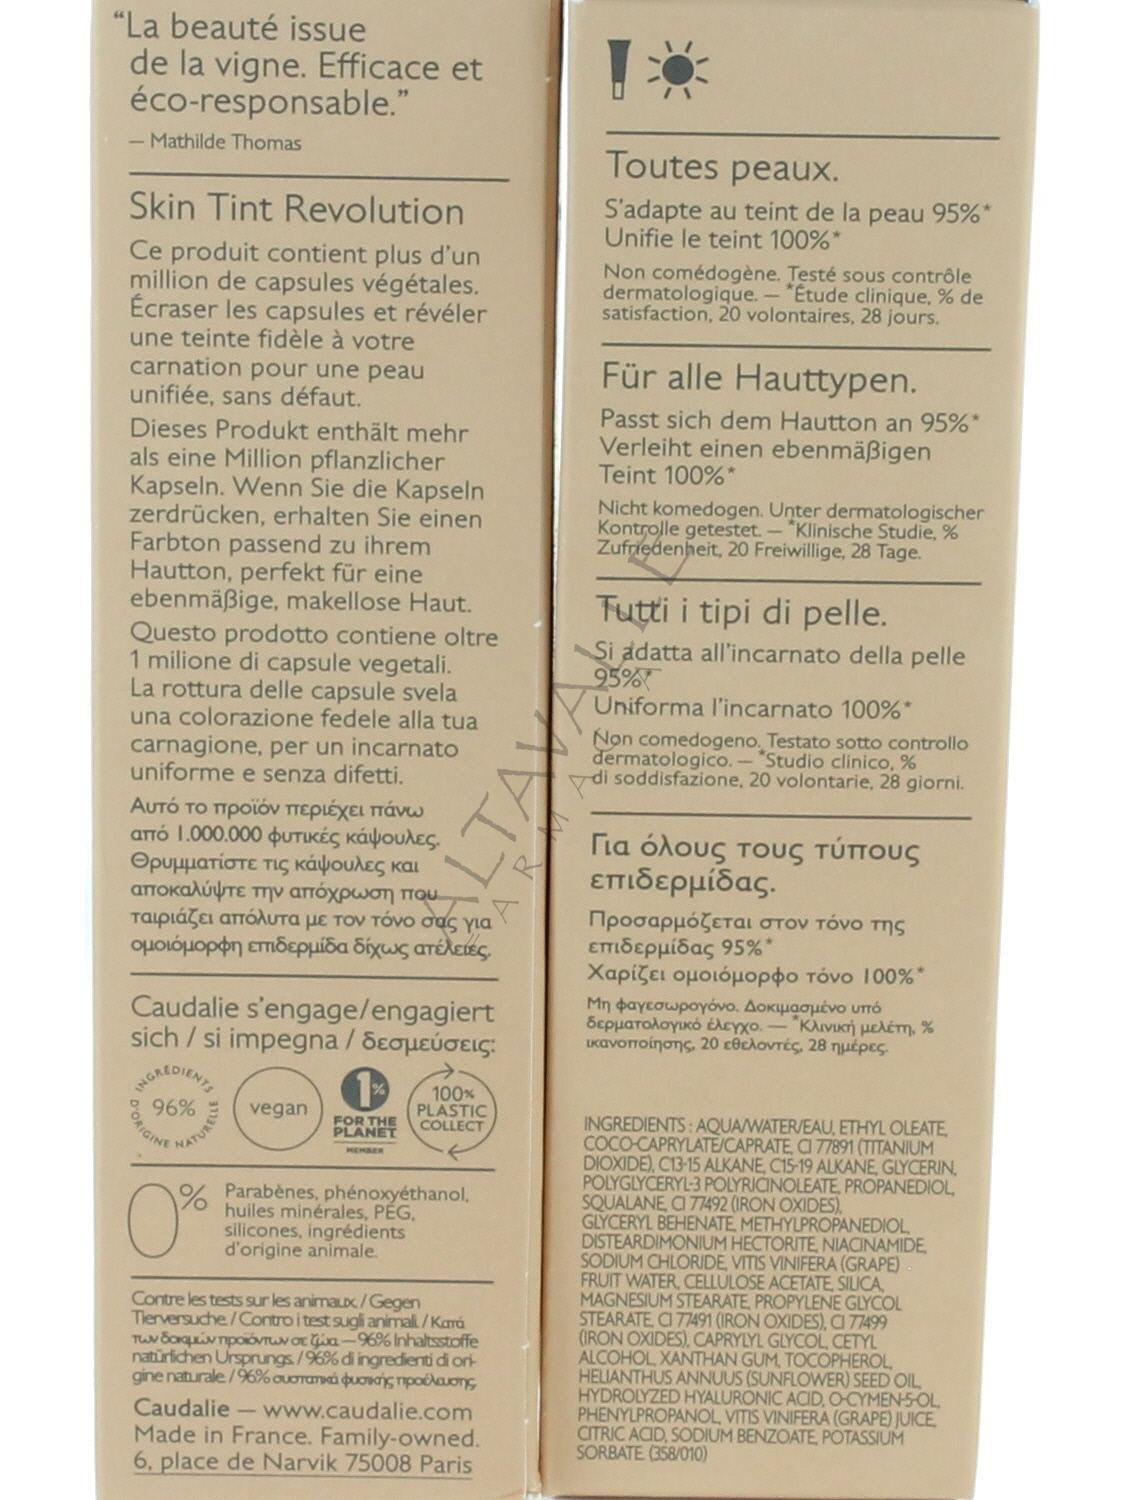 “La beauté issue
de la vigne. Efficace et
éco-responsable.”
— Mathilde Thomas
Skin Tint Revolution
Ce produit contient plus d’un
million de capsules végétales.
Écraser les capsules et révéler
une teinte fidèle à votre
carnation pour une peau
unifiée, sans défaut.
Dieses Produkt enthält mehr
als eine Million pflanzlicher
Kapseln. Wenn Sie die Kapseln
zerdrücken, erhalten Sie einen
Farbton passend zu ihrem
Hautton, perfekt für eine
ebenmäßige, makellose Haut.
Questo prodotto contiene oltre
1 milione di capsule vegetali.
La rottura delle capsule svela
una colorazione fedele alla tua
carnagione, per un incarnato
uniforme e senza difetti.
Αυτό το προϊόν περιέχει πάνω
από 1.000.000 φυτικές κάψουλες.
Θρυμματίστε τις κάψουλες και
αποκαλύψτε την απόχρωση που
ταιριάζει απόλυτα με τον τόνο σας για
ομοιόμορφη επιδερμίδα δίχως ατέλειες.
Caudalie s’engage/engagiert
sich / si impegna / δεσμεύσεις:
INGRÉDIENTS
96%
D'ORIGINE NATURELLE
vegan
1%
FOR THE
PLANET
MEMBER
100%
PLASTIC
COLLECT
0%
Parabènes, phénoxyéthanol,
huiles minérales, PEG,
silicones, ingrédients
d’origine animale.
Contre les tests sur les animaux. / Gegen
Tierversuche. / Contro i test sugli animali. / Κατά
των δοκιμών προϊόντων σε ζώα. — 96% Inhaltsstoffe
natürlichen Ursprungs. / 96% di ingredienti di ori-
gine naturale. / 96% συστατικά φυσικής προέλευσης.
Caudalie — www.caudalie.com
Made in France. Family-owned.
6, place de Narvik 75008 Paris
Toutes peaux.
S’adapte au teint de la peau 95%*
Unifie le teint 100%*
Non comédogène. Testé sous contrôle
dermatologique. — *Étude clinique, % de
satisfaction, 20 volontaires, 28 jours.
Für alle Hauttypen.
Passt sich dem Hautton an 95%*
Verleiht einen ebenmäßigen
Teint 100%*
Nicht komedogen. Unter dermatologischer
Kontrolle getestet. — *Klinische Studie, %
Zufriedenheit, 20 Freiwillige, 28 Tage.
Tutti i tipi di pelle.
Si adatta all’incarnato della pelle
95%*
Uniforma l’incarnato 100%*
Non comedogeno. Testato sotto controllo
dermatologico. — *Studio clinico, %
di soddisfazione, 20 volontarie, 28 giorni.
Για όλους τους τύπους
επιδερμίδας.
Προσαρμόζεται στον τόνο της
επιδερμίδας 95%*
Χαρίζει ομοιόμορφο τόνο 100%*
Μη φαγεσωρογόνο. Δοκιμασμένο υπό
δερματολογικό έλεγχο. — *Κλινική μελέτη, %
ικανοποίησης, 20 εθελοντές, 28 ημέρες.
INGREDIENTS : AQUA/WATER/EAU, ETHYL OLEATE,
COCO-CAPRYLATE/CAPRATE, CI 77891 (TITANIUM
DIOXIDE), C13-15 ALKANE, C15-19 ALKANE, GLYCERIN,
POLYGLYCERYL-3 POLYRICINOLEATE, PROPANEDIOL,
SQUALANE, CI 77492 (IRON OXIDES),
GLYCERYL BEHENATE, METHYLPROPANEDIOL,
DISTEARDIMONIUM HECTORITE, NIACINAMIDE,
SODIUM CHLORIDE, VITIS VINIFERA (GRAPE)
FRUIT WATER, CELLULOSE ACETATE, SILICA,
MAGNESIUM STEARATE, PROPYLENE GLYCOL
STEARATE, CI 77491 (IRON OXIDES), CI 77499
(IRON OXIDES), CAPRYLYL GLYCOL, CETYL
ALCOHOL, XANTHAN GUM, TOCOPHEROL,
HELIANTHUS ANNUUS (SUNFLOWER) SEED OIL,
HYDROLYZED HYALURONIC ACID, O-CYMEN-5-OL,
PHENYLPROPANOL, VITIS VINIFERA (GRAPE) JUICE,
CITRIC ACID, SODIUM BENZOATE, POTASSIUM
SORBATE (358/010)
ALTAVALLE
FARMACIA